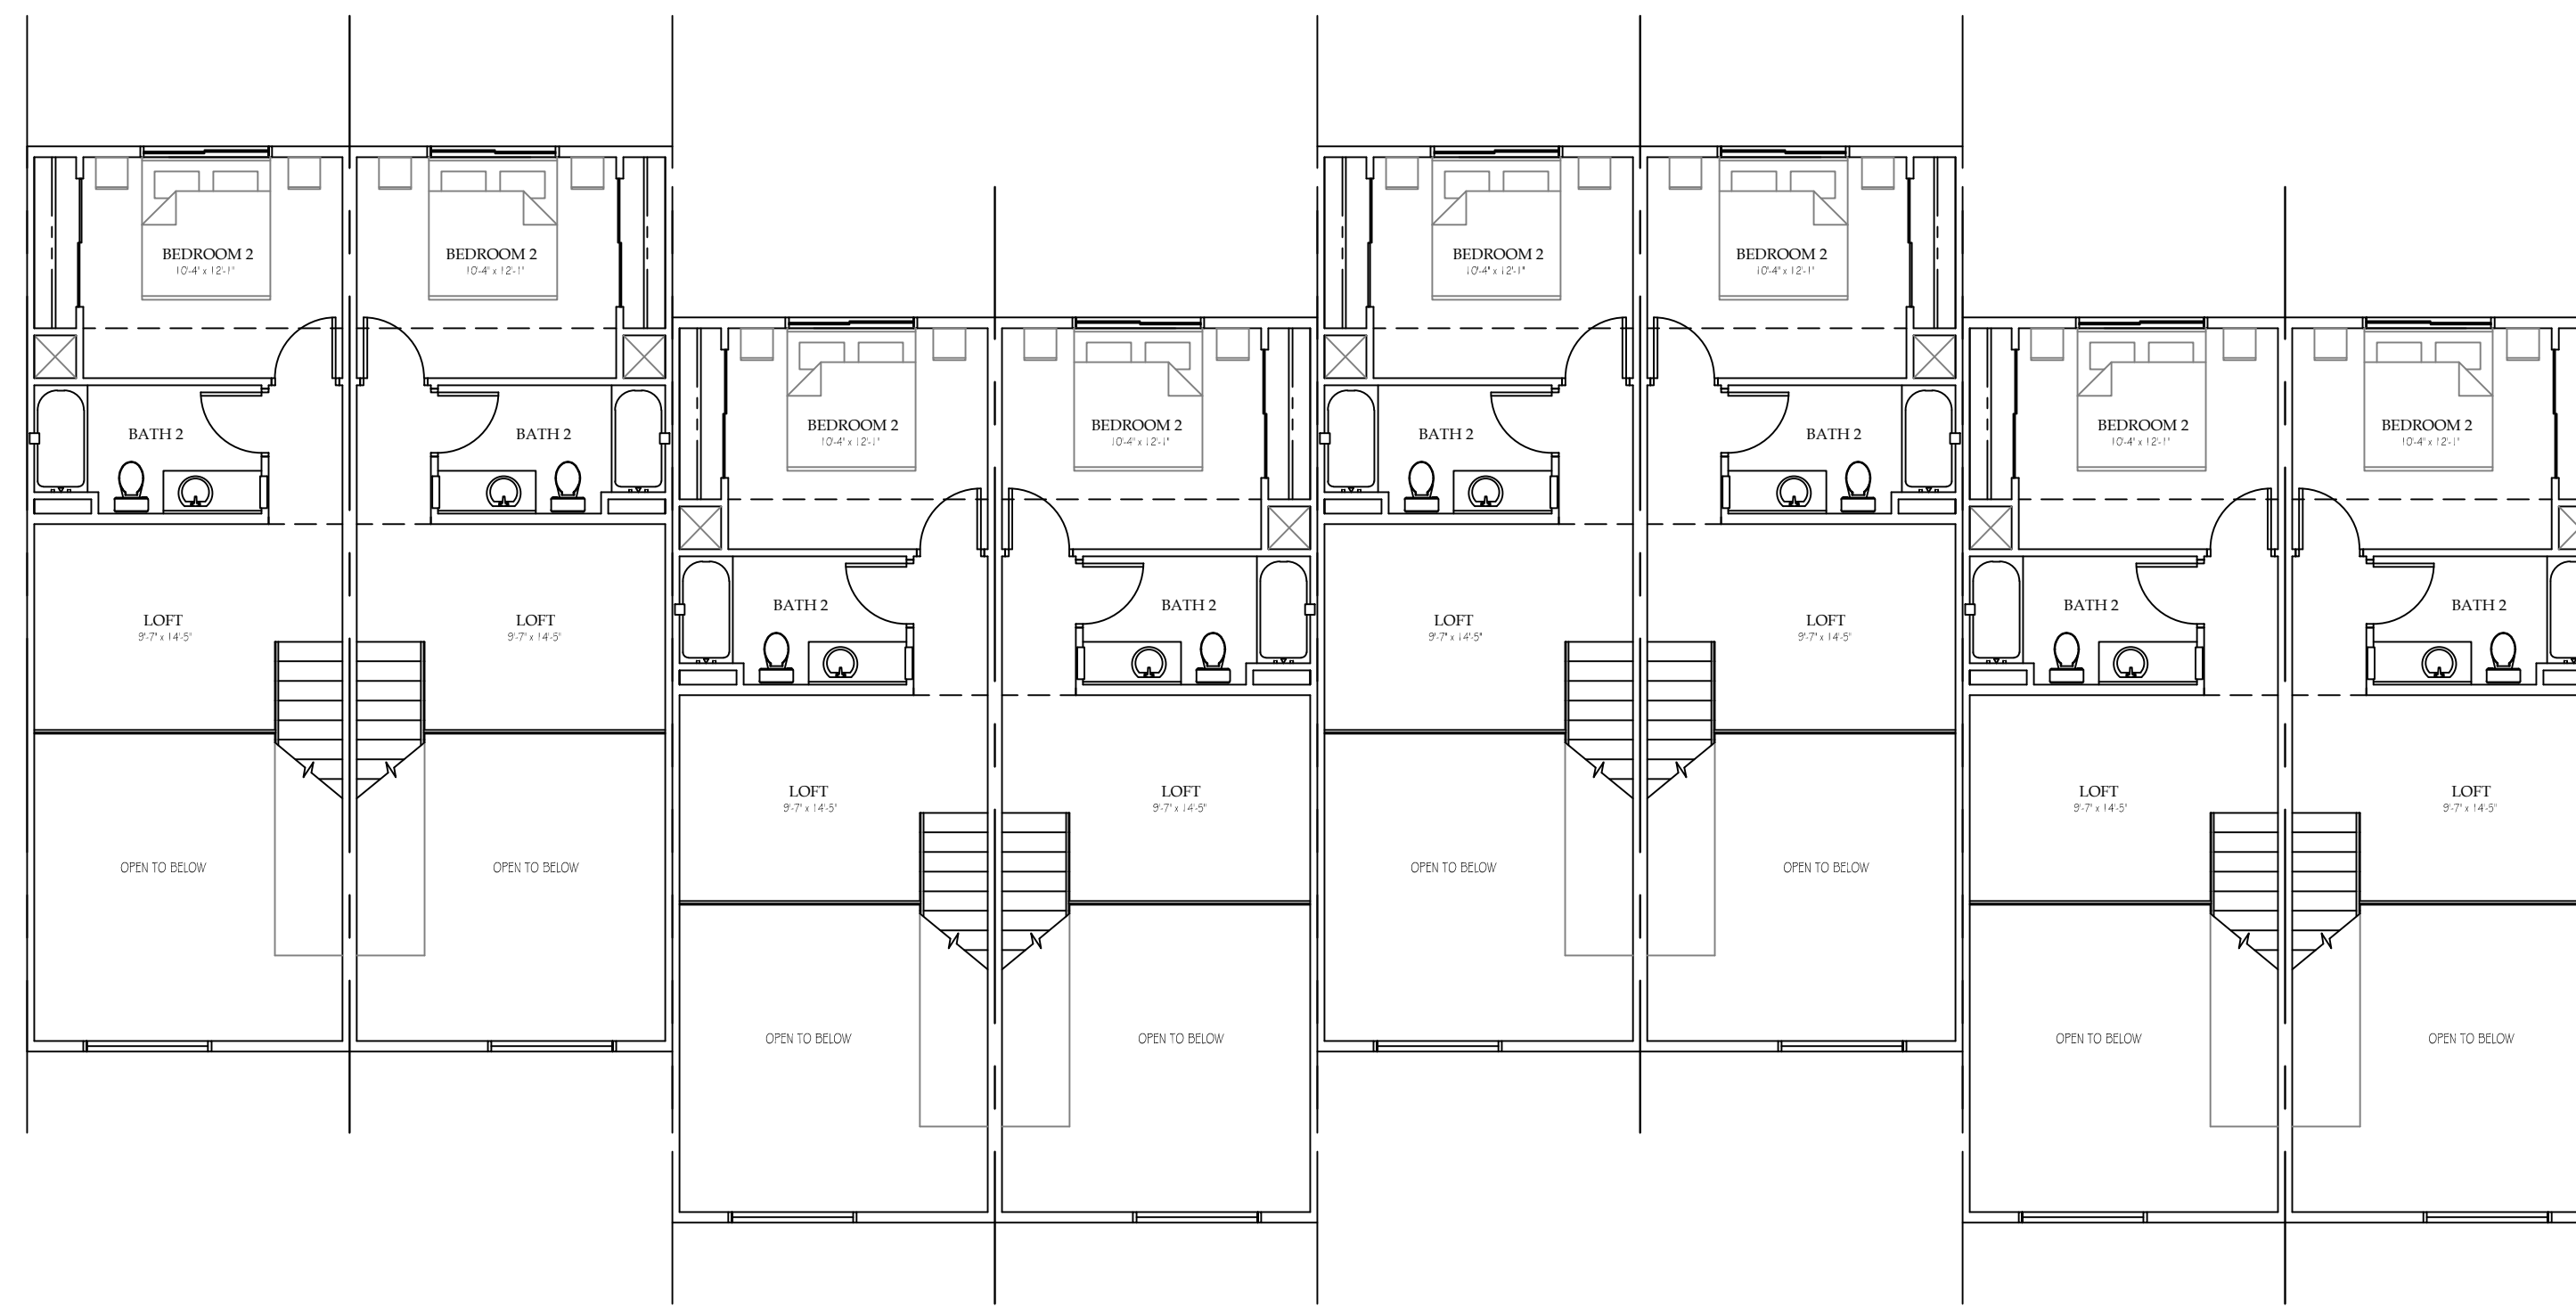 BEDROOM 2
10'-4" x 12'-1"
BEDROOM 2
10'-4" x 12'-1"
BATH 2
BATH 2
LOFT
9'-7" x 14'-5"
LOFT
9'-7" x 14'-5"
OPEN TO BELOW
OPEN TO BELOW
BEDROOM 2
10'-4" x 12'-1"
BEDROOM 2
10'-4" x 12'-1"
BATH 2
BATH 2
LOFT
9'-7" x 14'-5"
LOFT
9'-7" x 14'-5"
OPEN TO BELOW
OPEN TO BELOW
BEDROOM 2
10'-4" x 12'-1"
BEDROOM 2
10'-4" x 12'-1"
BATH 2
BATH 2
LOFT
9'-7" x 14'-5"
LOFT
9'-7" x 14'-5"
OPEN TO BELOW
OPEN TO BELOW
BEDROOM 2
10'-4" x 12'-1"
BEDROOM 2
10'-4" x 12'-1"
BATH 2
BATH 2
LOFT
9'-7" x 14'-5"
LOFT
9'-7" x 14'-5"
OPEN TO BELOW
OPEN TO BELOW